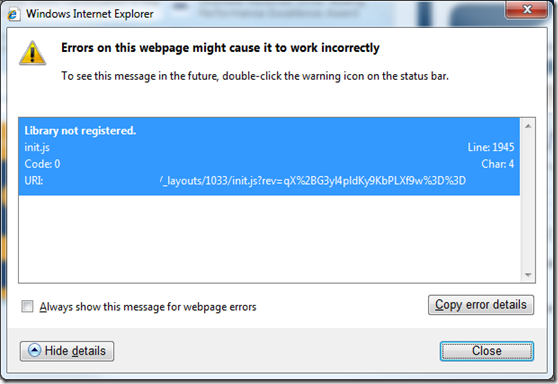 Windows Internet Explorer
Errors on this webpage might cause it to work incorrectly
To see this message in the future, double-click the warning icon on the status bar.
Library not registered.
init.js Line: 1945
Code: 0 Char: 4
URI: /_layouts/1033/init.js?rev=qX%2BG3yI4pIdKy9KbPLXf9w%3D%3D
Always show this message for webpage errors
Copy error details
Hide details
Close